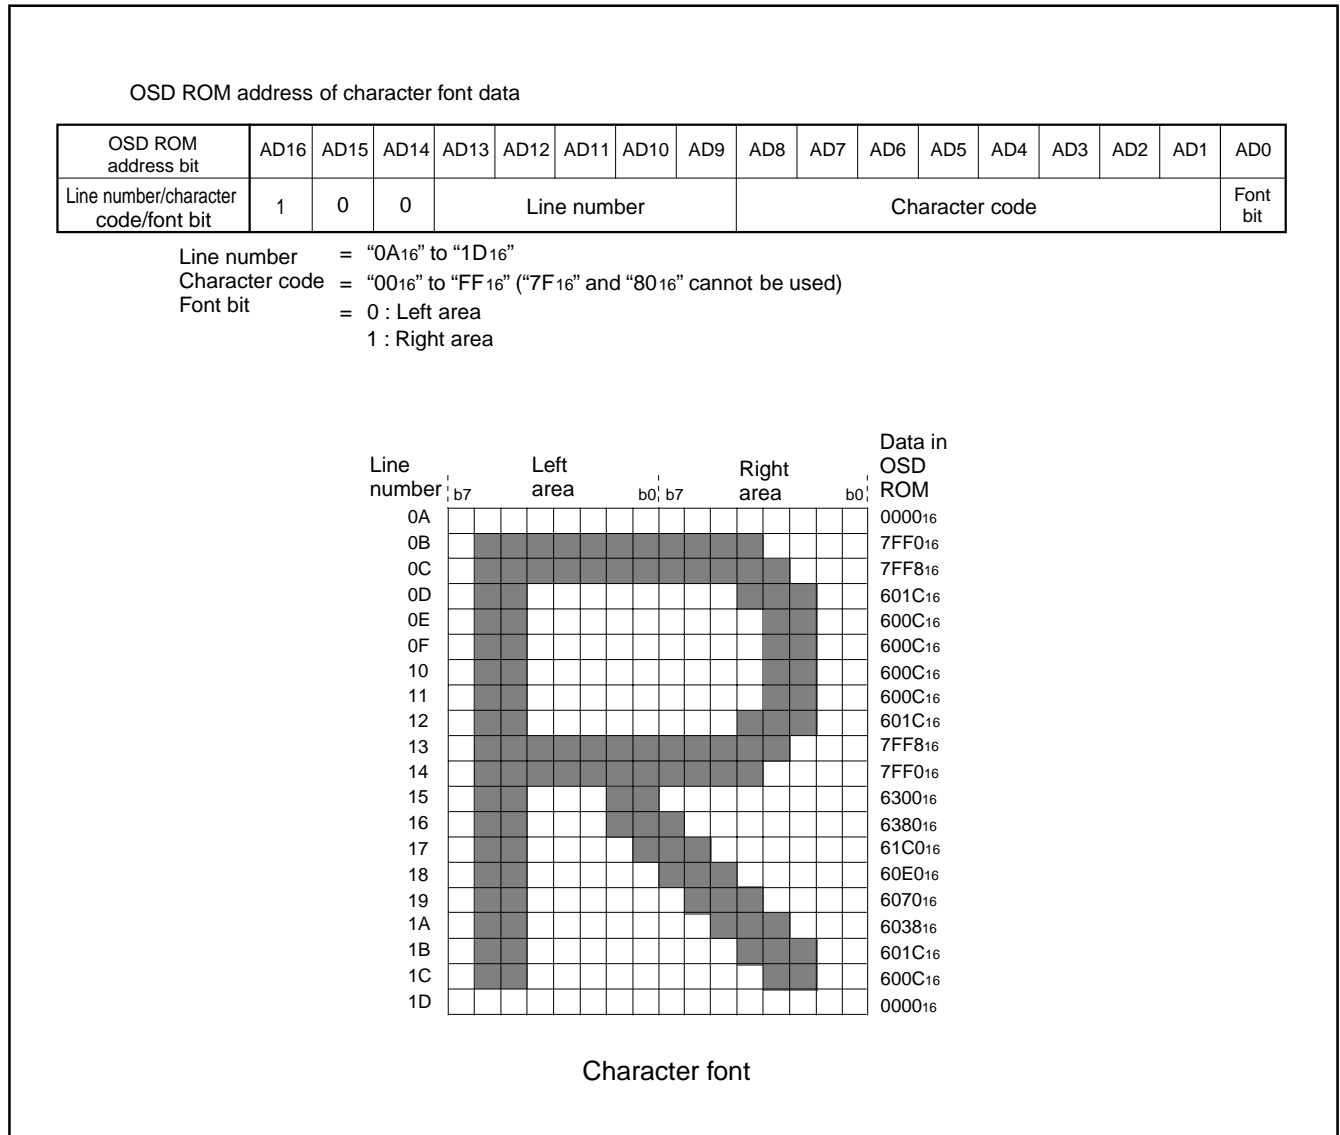 OSD ROM address of character font data
OSD ROM address bit AD16 AD15 AD14 AD13 AD12 AD11 AD10 AD9 AD8 AD7 AD6 AD5 AD4 AD3 AD2 AD1 AD0
Line number/character code/font bit 1 0 0 Line number Character code Font bit
Line number = “0A16” to “1D16”
Character code = “0016” to “FF16” (“7F16” and “8016” cannot be used)
Font bit = 0 : Left area
1 : Right area
Line number Left area Right area Data in OSD ROM
b7 b0 b7 b0
0A 000016
0B 7FF016
0C 7FF816
0D 601C16
0E 600C16
0F 600C16
10 600C16
11 600C16
12 601C16
13 7FF816
14 7FF016
15 630016
16 638016
17 61C016
18 60E016
19 607016
1A 603816
1B 601C16
1C 600C16
1D 000016
Character font